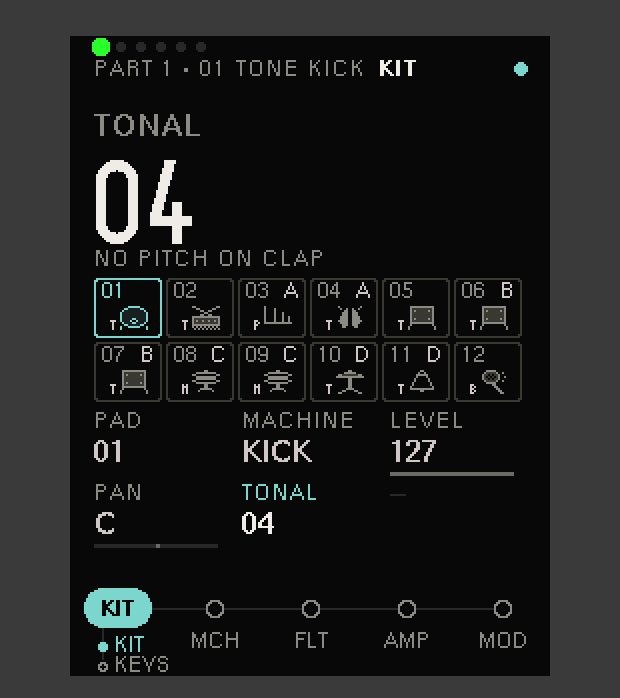 PART 1 · 01 TONE KICK KIT
TONAL
04
NO PITCH ON CLAP
01 02 03 A 04 A 05 06 B
T T P T T T
07 B 08 C 09 C 10 D 11 D 12
T M M T T B
PAD MACHINE LEVEL
01 KICK 127
PAN TONAL —
C 04
KIT
MCH FLT AMP MOD
KIT
KEYS